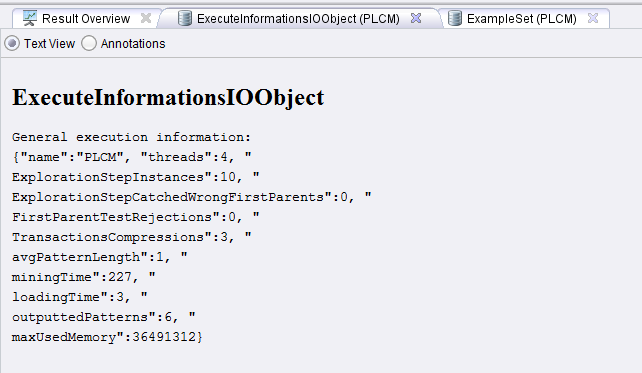 Result Overview
ExecuteInformationsIOObject (PLCM)
ExampleSet (PLCM)
Text View
Annotations
ExecuteInformationsIOObject
General execution information:
{"name":"PLCM", "threads":4, "
ExplorationStepInstances":10, "
ExplorationStepCatchedWrongFirstParents":0, "
FirstParentTestRejections":0, "
TransactionsCompressions":3, "
avgPatternLength":1, "
miningTime":227, "
loadingTime":3, "
outputtedPatterns":6, "
maxUsedMemory":36491312}